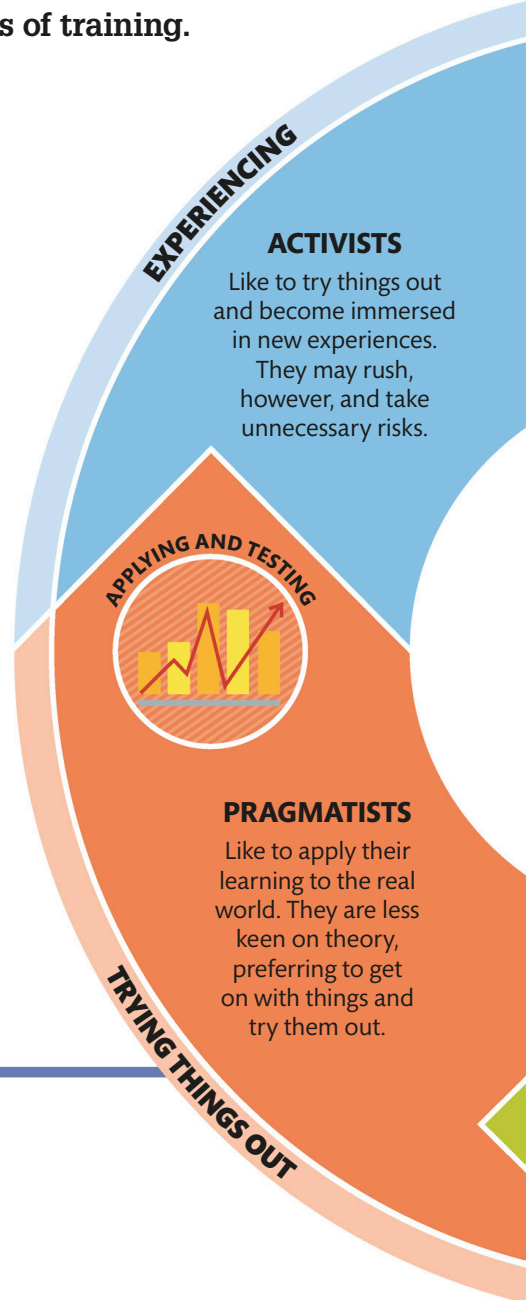 s of training.
EXPERIENCING
ACTIVISTS
Like to try things out
and become immersed
in new experiences.
They may rush,
however, and take
unnecessary risks.
APPLYING AND TESTING
PRAGMATISTS
Like to apply their
learning to the real
world. They are less
keen on theory,
preferring to get
on with things and
try them out.
TRYING THINGS OUT